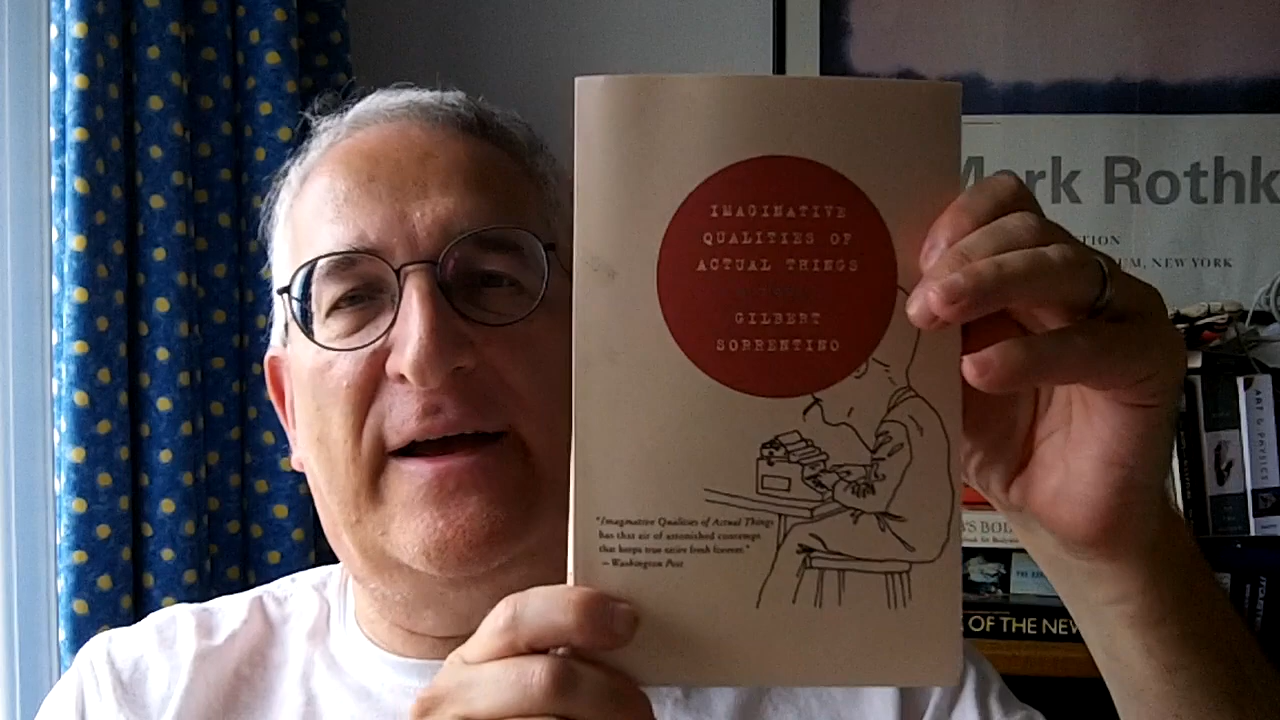 IMAGINATIVE
QUALITIES OF
ACTUAL THINGS
GILBERT
SORRENTINO
"Imaginative Qualities of Actual Things
has that air of astonished contempt
that keeps true satire fresh forever."
—Washington Post
Mark Rothk
TION
UM, NEW YORK
ART & PHYSICS
OF THE NEW